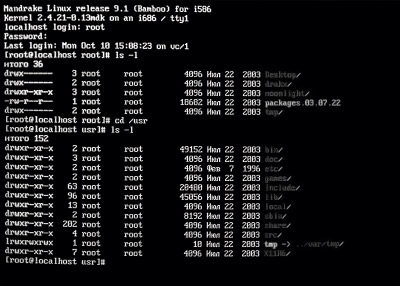 Mandrake Linux release 9.1 (Bamboo) for i586
Kernel 2.4.21-0.13mdk on an i686 / tty1
localhost login: root
Password:
Last login: Mon Oct 10 15:08:23 on vc/1
[root@localhost root]# ls -l
итого 36
drwx------ 2 root root 4096 Июл 22 2003 Desktop/
drwx------ 2 root root 4096 Июл 22 2003 drakx/
drwxr-xr-x 3 root root 4096 Июл 22 2003
-rw-r--r-- 1 root root 18682 Июл 22 2003 packages.03.07.22
drwx------ 2 root root 4096 Июл 22 2003 tmp/
[root@localhost root]# cd /usr
[root@localhost usr]# ls -l
итого 152
drwxr-xr-x 2 root root 49152 Июл 22 2003 bin/
drwxr-xr-x 3 root root 4096 Июл 22 2003 doc/
drwxr-xr-x 2 root root 4096 Фев 7 1996 etc/
drwxr-xr-x 2 root root 4096 Июл 22 2003 games/
drwxr-xr-x 63 root root 20480 Июл 22 2003 include/
drwxr-xr-x 96 root root 45056 Июл 22 2003 lib/
drwxr-xr-x 13 root root 4096 Июл 22 2003 local/
drwxr-xr-x 2 root root 8192 Июл 22 2003 sbin/
drwxr-xr-x 202 root root 4096 Июл 22 2003 share/
drwxr-xr-x 4 root root 4096 Июл 22 2003 src/
lrwxrwxrwx 1 root root 10 Июл 22 2003 tmp -> ../var/tmp/
drwxr-xr-x 7 root root 4096 Июл 22 2003 X11R6/
[root@localhost usr]#